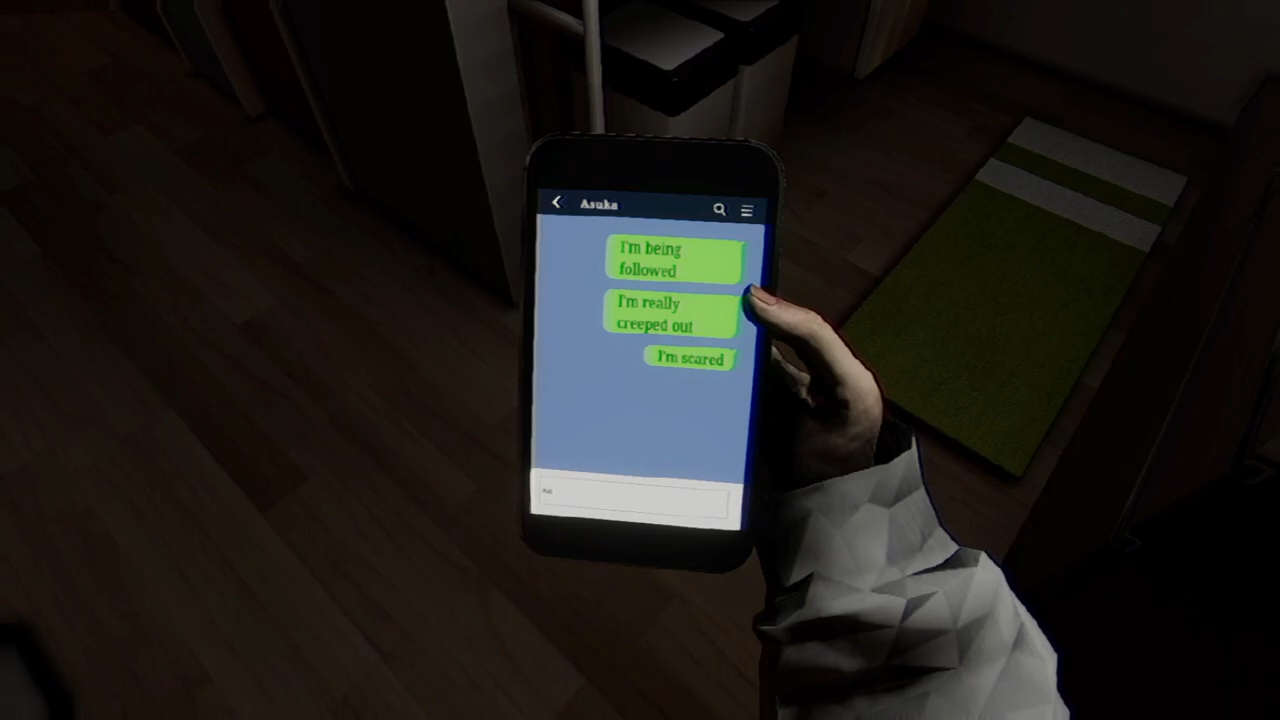 Asuka
I'm being
followed
I'm really
creeped out
I'm scared